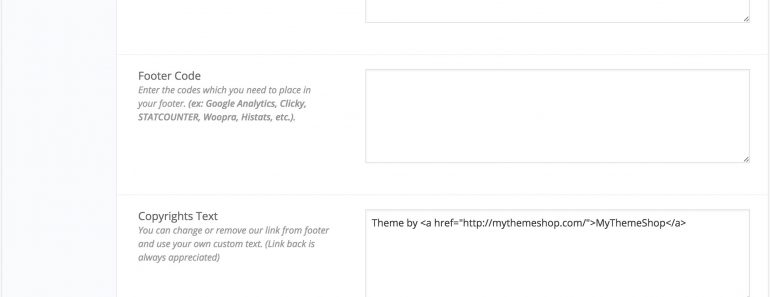 Footer Code
Enter the codes which you need to place in
your footer. (ex: Google Analytics, Clicky,
STATCOUNTER, Woopra, Histats, etc.).
Copyrights Text
You can change or remove our link from footer
and use your own custom text. (Link back is
always appreciated)
Theme by <a href="http://mythemeshop.com/">MyThemeShop</a>